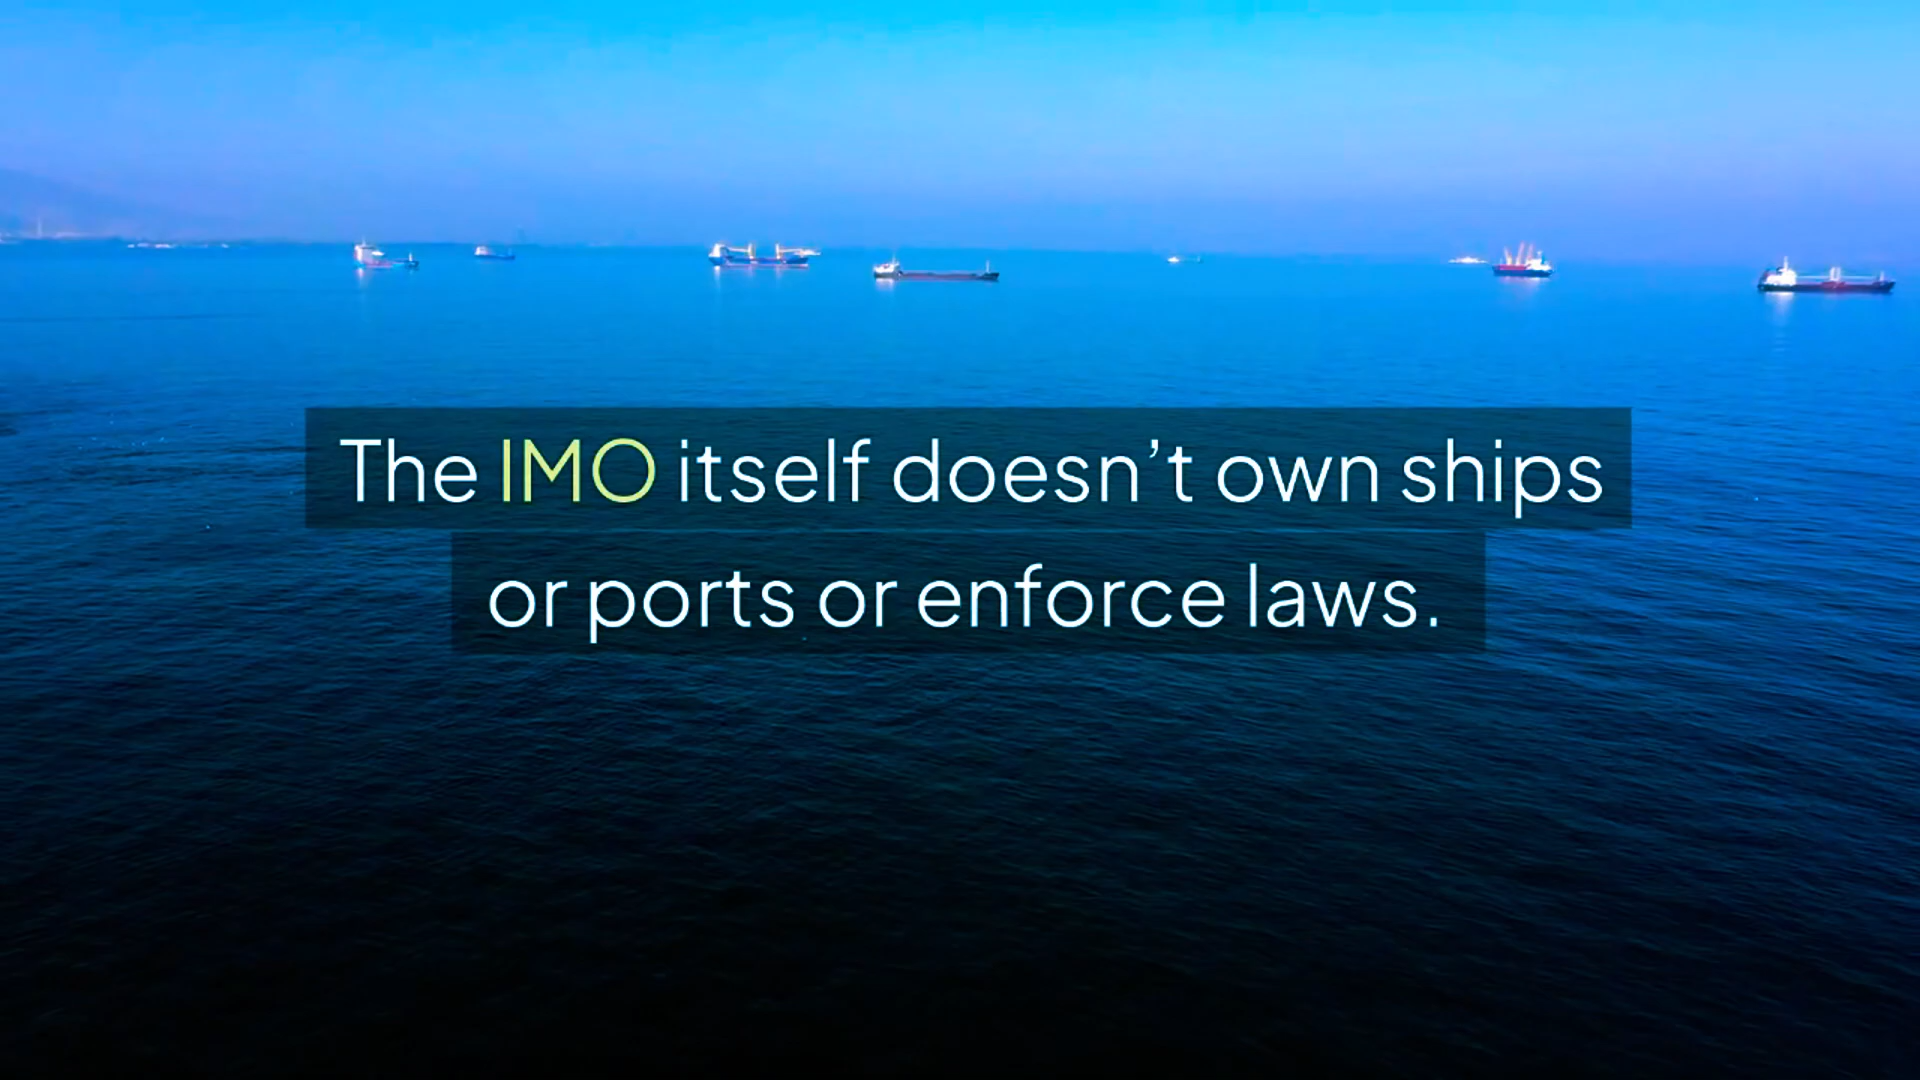 The IMO itself doesn’t own ships
or ports or enforce laws.